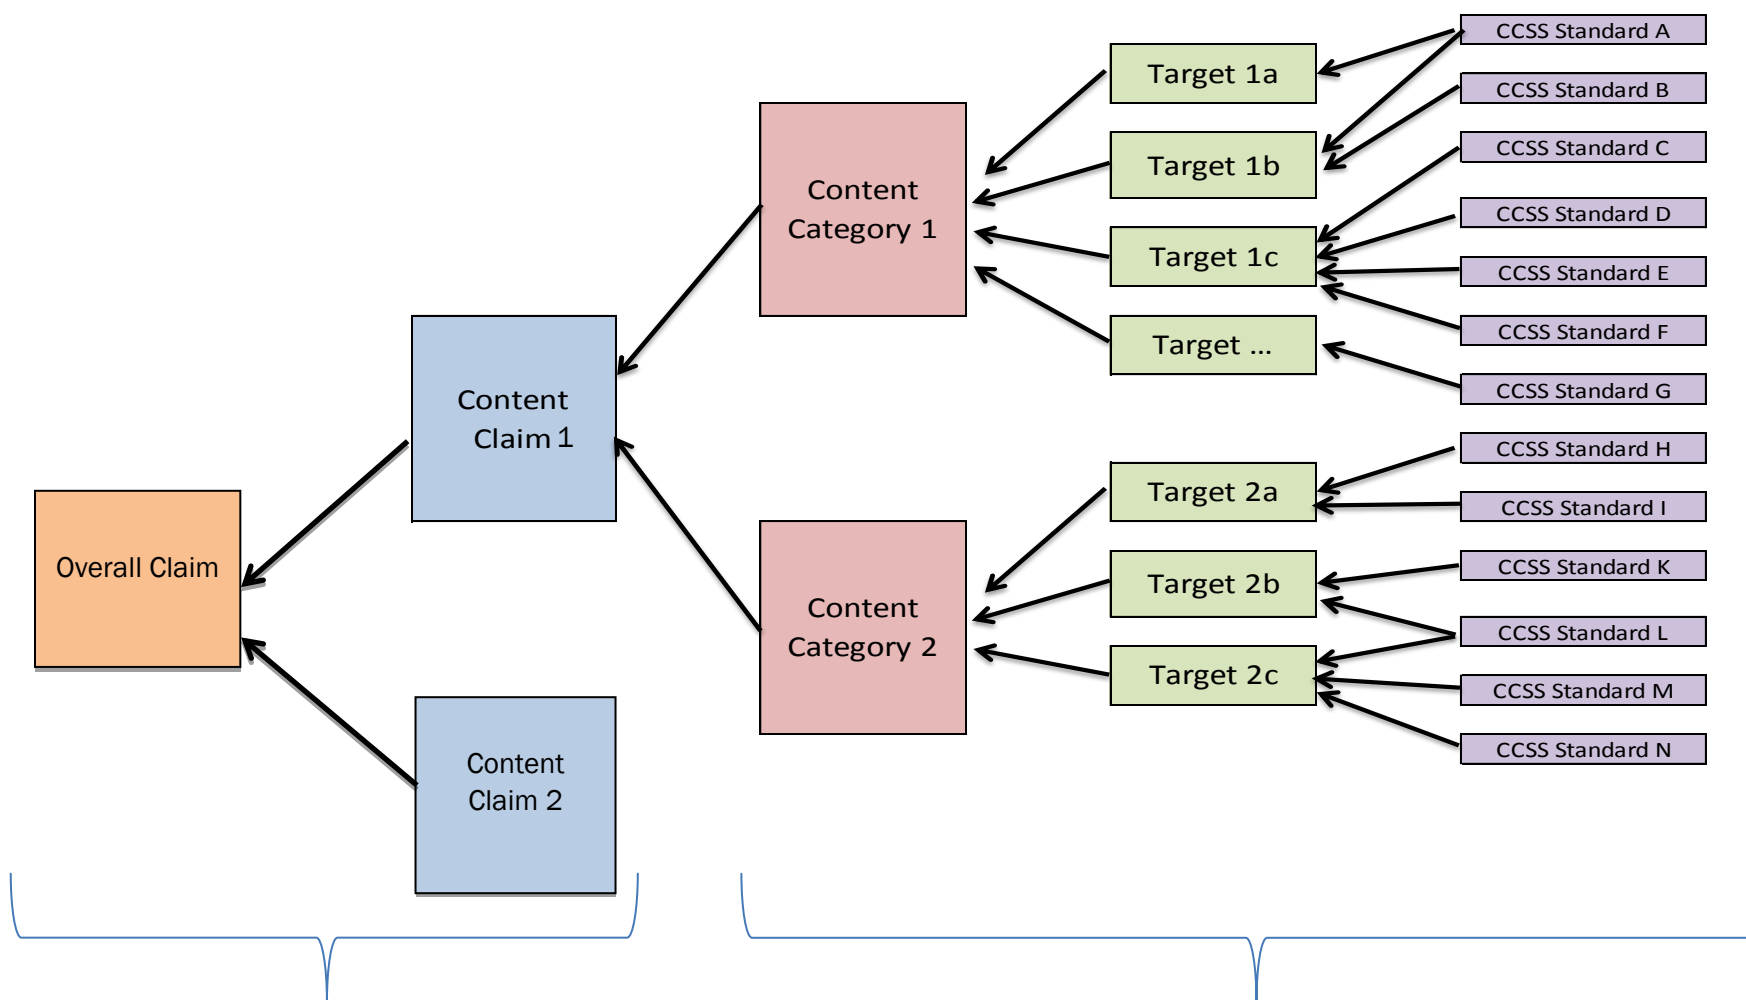 Overall Claim
Content
Claim 1
Content
Claim 2
Content
Category 1
Content
Category 2
Target 1a
Target 1b
Target 1c
Target ...
Target 2a
Target 2b
Target 2c
CCSS Standard A
CCSS Standard B
CCSS Standard C
CCSS Standard D
CCSS Standard E
CCSS Standard F
CCSS Standard G
CCSS Standard H
CCSS Standard I
CCSS Standard K
CCSS Standard L
CCSS Standard M
CCSS Standard N